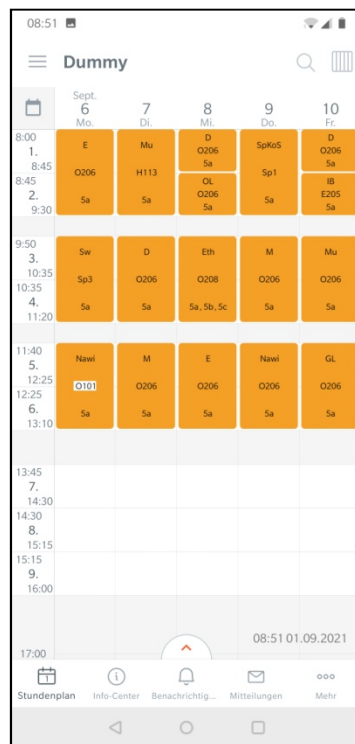 08:51
Dummy
Sept.
6 7 8 9 10
Mo. Di. Mi. Do. Fr.
8:00
1.
8:45
8:45
2.
9:30
E
O206
5a
Mu
H113
5a
D
O206
5a
OL
O206
5a
SpKoS
Sp1
5a
D
O206
5a
IB
E205
5a
9:50
3.
10:35
10:35
4.
11:20
Sw
Sp3
5a
D
O206
5a
Eth
O208
5a, 5b, 5c
M
O206
5a
Mu
O206
5a
11:40
5.
12:25
12:25
6.
13:10
Nawi
O101
5a
M
O206
5a
E
O206
5a
Nawi
O206
5a
GL
O206
5a
13:45
7.
14:30
14:30
8.
15:15
15:15
9.
16:00
17:00
08:51 01.09.2021
1
Stundenplan Info-Center Benachrichtig... Mitteilungen Mehr